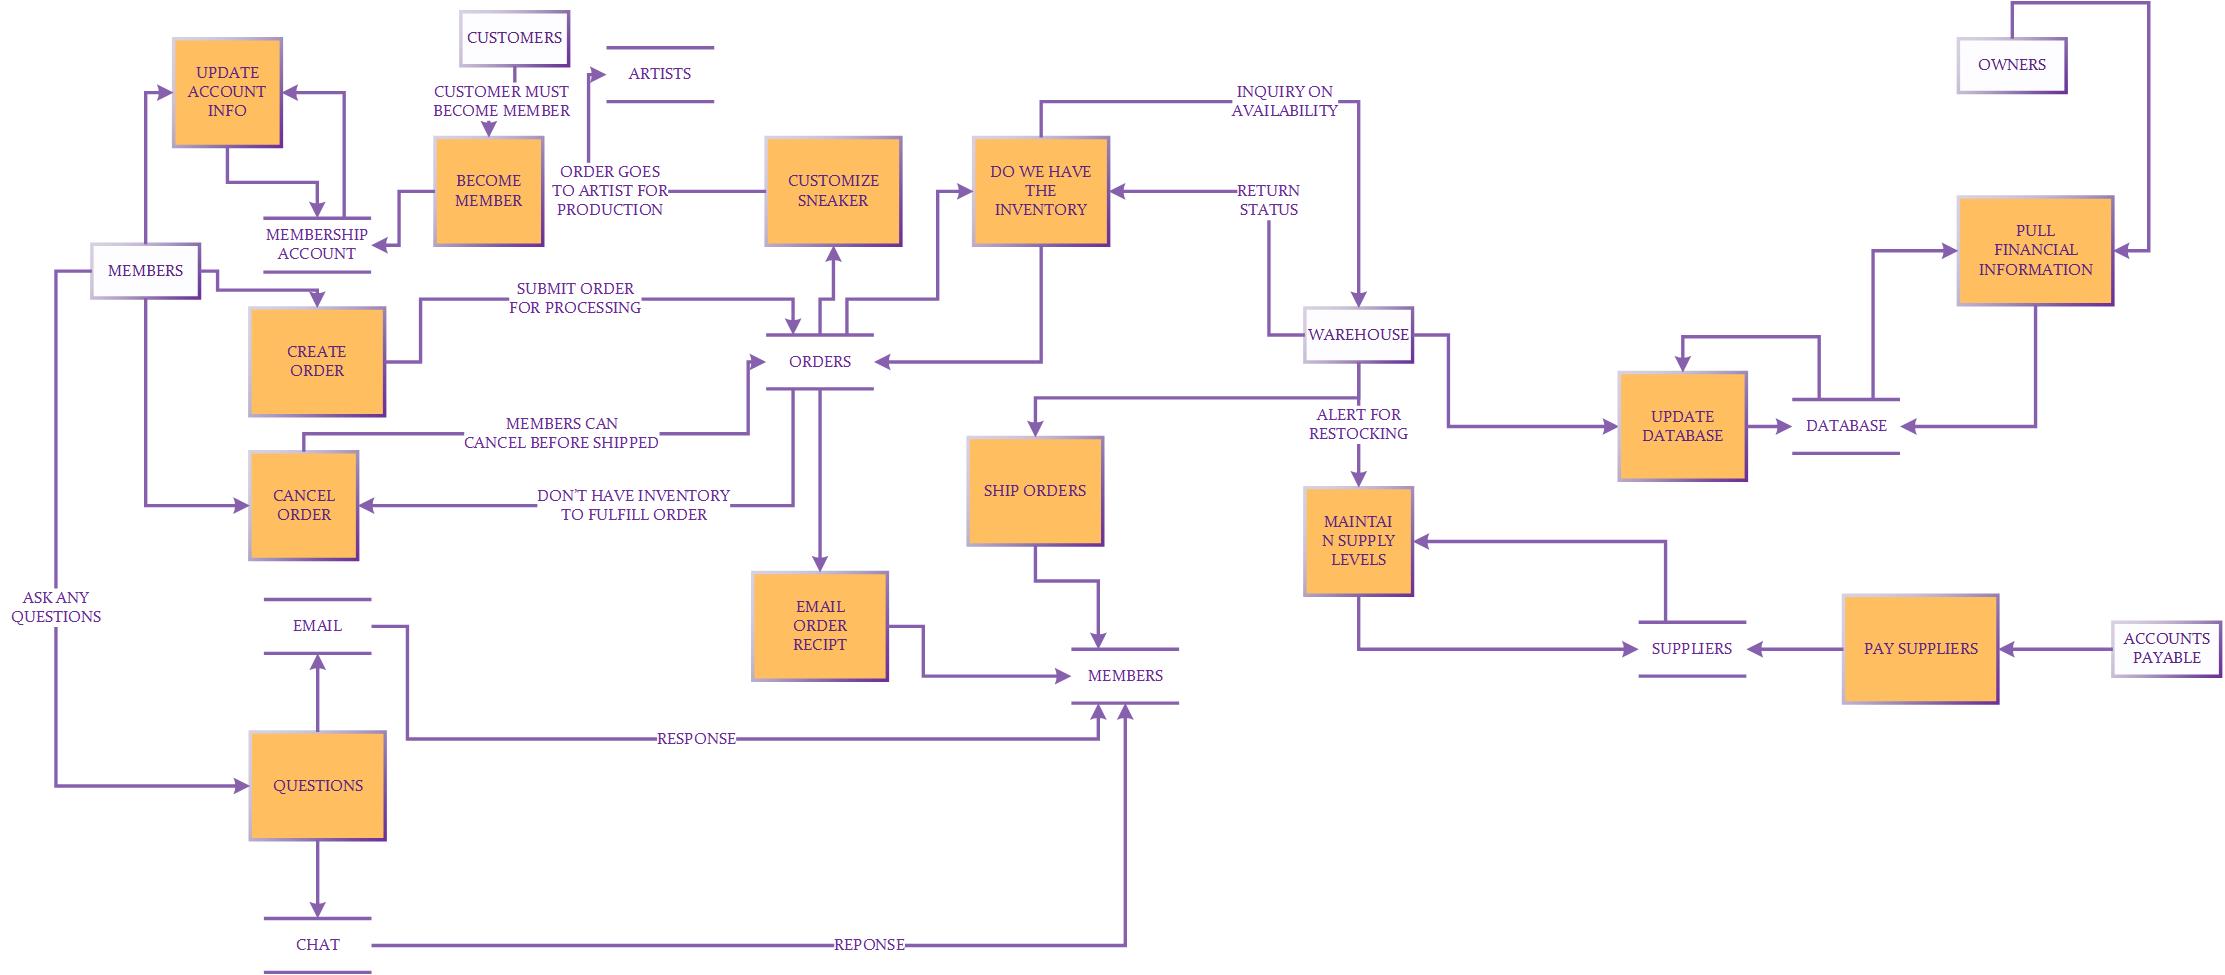 CUSTOMERS
UPDATE
ACCOUNT
INFO
ARTISTS
OWNERS
CUSTOMER MUST
BECOME MEMBER
INQUIRY ON
AVAILABILITY
BECOME
MEMBER
ORDER GOES
TO ARTIST FOR
PRODUCTION
CUSTOMIZE
SNEAKER
DO WE HAVE
THE
INVENTORY
RETURN
STATUS
PULL
FINANCIAL
INFORMATION
MEMBERSHIP
ACCOUNT
MEMBERS
SUBMIT ORDER
FOR PROCESSING
CREATE
ORDER
ORDERS
WAREHOUSE
MEMBERS CAN
CANCEL BEFORE SHIPPED
ALERT FOR
RESTOCKING
UPDATE
DATABASE
DATABASE
CANCEL
ORDER
DON'T HAVE INVENTORY
TO FULFILL ORDER
SHIP ORDERS
MAINTAI
N SUPPLY
LEVELS
ASK ANY
QUESTIONS
EMAIL
EMAIL
ORDER
RECIPT
MEMBERS
SUPPLIERS
PAY SUPPLIERS
ACCOUNTS
PAYABLE
RESPONSE
QUESTIONS
CHAT
REPONSE